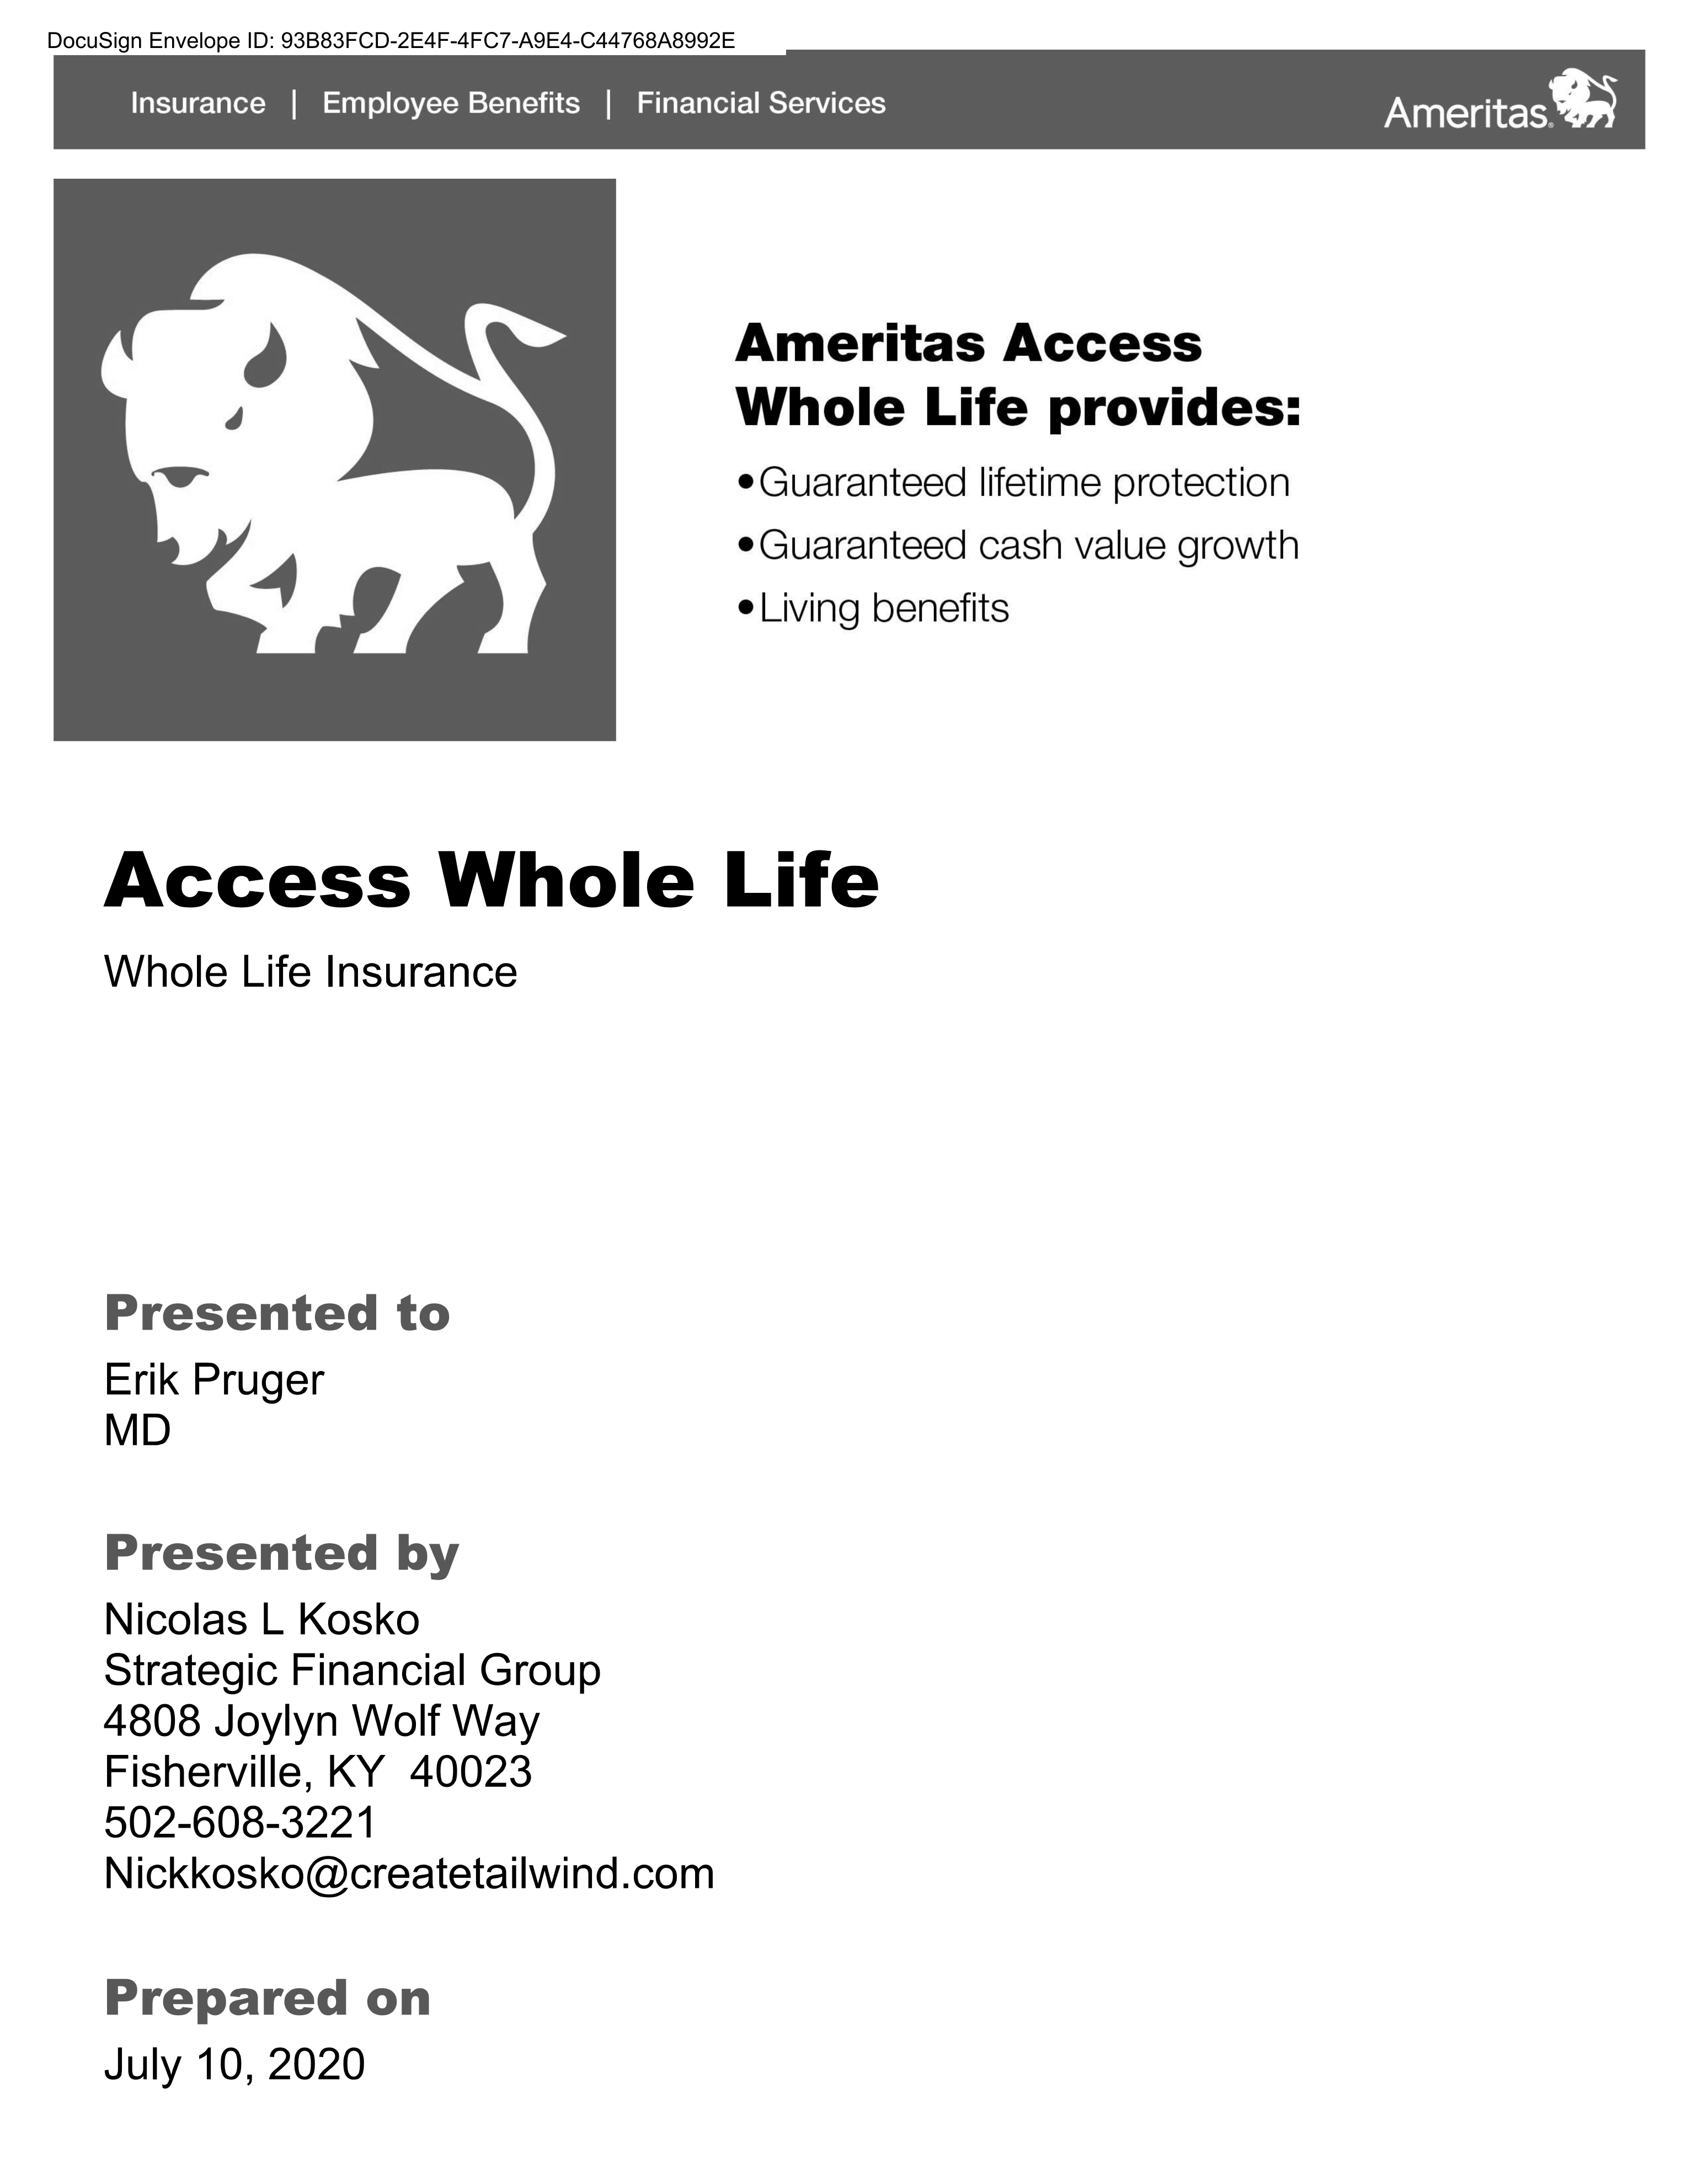 DocuSign Envelope ID: 93B83FCD-2E4F-4FC7-A9E4-C44768A8992E
Insurance | Employee Benefits | Financial Services
Ameritas®
Ameritas Access
Whole Life provides:
• Guaranteed lifetime protection
• Guaranteed cash value growth
• Living benefits
Access Whole Life
Whole Life Insurance
Presented to
Erik Pruger
MD
Presented by
Nicolas L Kosko
Strategic Financial Group
4808 Joylyn Wolf Way
Fisherville, KY 40023
502-608-3221
Nickkosko@createtailwind.com
Prepared on
July 10, 2020